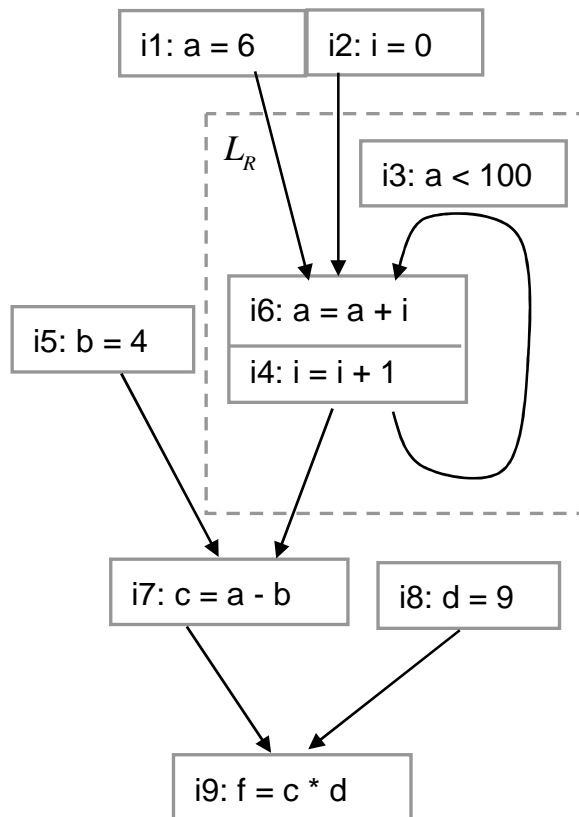 i1: a = 6
i2: i = 0
L_R
i3: a < 100
i6: a = a + i
i5: b = 4
i4: i = i + 1
i7: c = a - b
i8: d = 9
i9: f = c * d